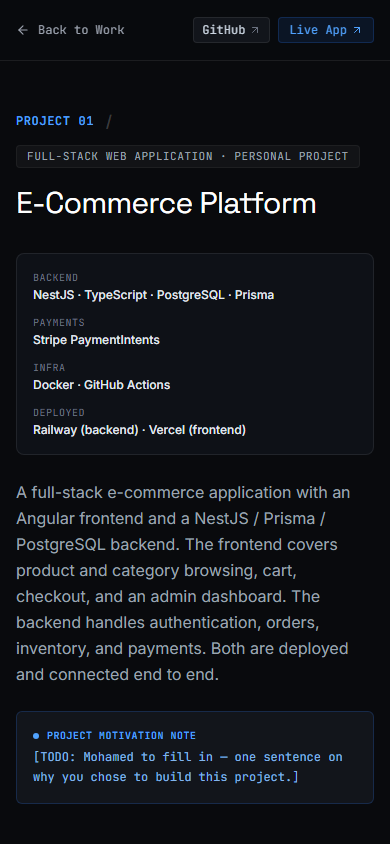 ← Back to Work
GitHub ↗
Live App ↗
PROJECT 01 /
FULL-STACK WEB APPLICATION · PERSONAL PROJECT
E-Commerce Platform
BACKEND
NestJS · TypeScript · PostgreSQL · Prisma
PAYMENTS
Stripe PaymentIntents
INFRA
Docker · GitHub Actions
DEPLOYED
Railway (backend) · Vercel (frontend)
A full-stack e-commerce application with an
Angular frontend and a NestJS / Prisma /
PostgreSQL backend. The frontend covers
product and category browsing, cart,
checkout, and an admin dashboard. The
backend handles authentication, orders,
inventory, and payments. Both are deployed
and connected end to end.
PROJECT MOTIVATION NOTE
[TODO: Mohamed to fill in — one sentence on
why you chose to build this project.]